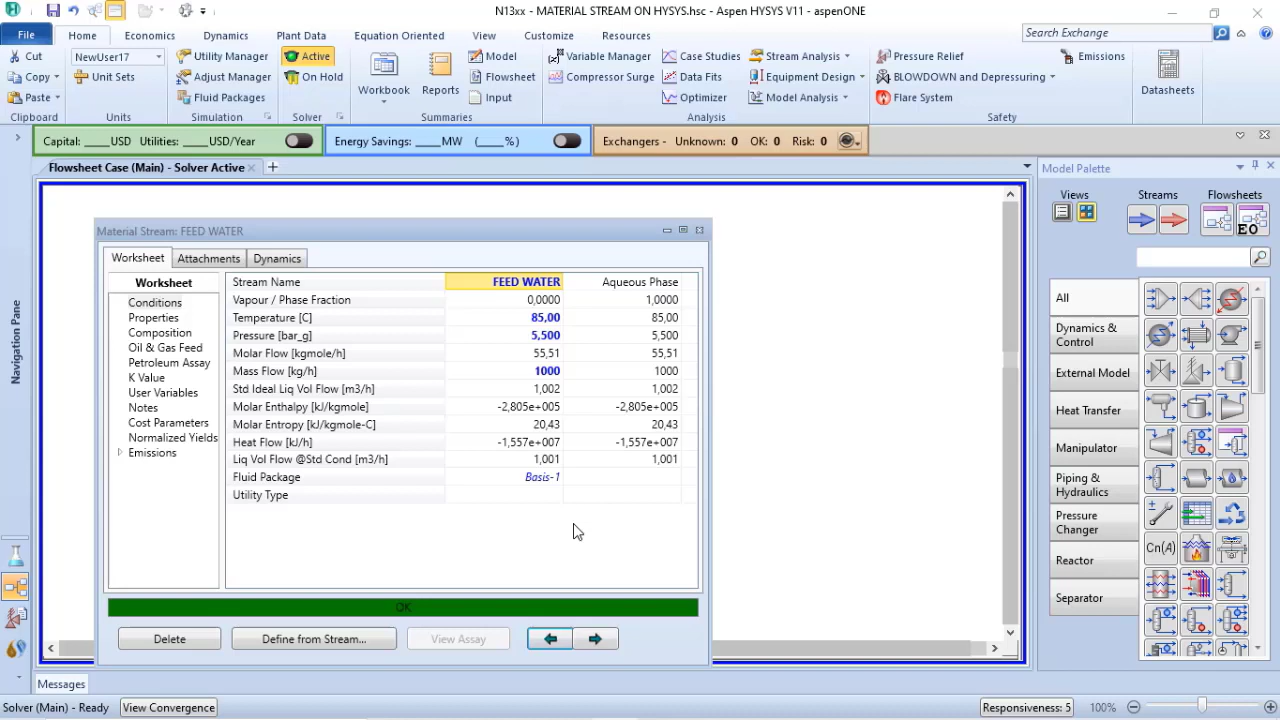 N13xx - MATERIAL STREAM ON HYSYS.hsc - Aspen HYSYS V11 - aspenONE
File Home Economics Dynamics Plant Data Equation Oriented View Customize Resources Search Exchange
Cut NewUser17 Utility Manager Active Model Variable Manager Case Studies Stream Analysis Pressure Relief Emissions
Copy Unit Sets Adjust Manager On Hold Workbook Reports Flowsheet Compressor Surge Data Fits Equipment Design BLOWDOWN and Depressuring Datasheets
Paste Fluid Packages Input Optimizer Model Analysis Flare System
Clipboard Units Simulation Solver Summaries Analysis Safety
Capital: ____ USD Utilities: ____ USD/Year Energy Savings: ____ MW (____ %) Exchangers - Unknown: 0 OK: 0 Risk: 0
Flowsheet Case (Main) - Solver Active
Navigation Pane
Material Stream: FEED WATER
Worksheet Attachments Dynamics
Worksheet
Conditions
Properties
Composition
Oil & Gas Feed
Petroleum Assay
K Value
User Variables
Notes
Cost Parameters
Normalized Yields
Emissions
Stream Name FEED WATER Aqueous Phase
Vapour / Phase Fraction 0,0000 1,0000
Temperature [C] 85,00 85,00
Pressure [bar_g] 5,500 5,500
Molar Flow [kgmole/h] 55,51 55,51
Mass Flow [kg/h] 1000 1000
Std Ideal Liq Vol Flow [m3/h] 1,002 1,002
Molar Enthalpy [kJ/kgmole] -2,805e+005 -2,805e+005
Molar Entropy [kJ/kgmole-C] 20,43 20,43
Heat Flow [kJ/h] -1,557e+007 -1,557e+007
Liq Vol Flow @Std Cond [m3/h] 1,001 1,001
Fluid Package Basis-1
Utility Type
OK
Delete Define from Stream... View Assay
Model Palette
Views Streams Flowsheets
EO
All
Dynamics &
Control
External Model
Heat Transfer
Manipulator
Piping &
Hydraulics
Pressure
Changer
Reactor
Separator
Cn(A)
Messages
Solver (Main) - Ready View Convergence Responsiveness: 5 100%